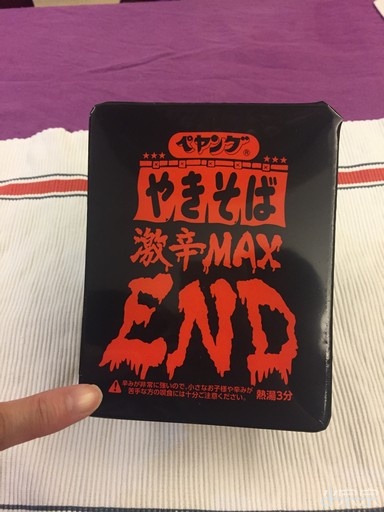 ペヤング®
やきそば
激辛MAX
END
辛みが非常に強いので、小さなお子様や辛みが
苦手な方の喫食には十分ご注意ください。
熱湯3分